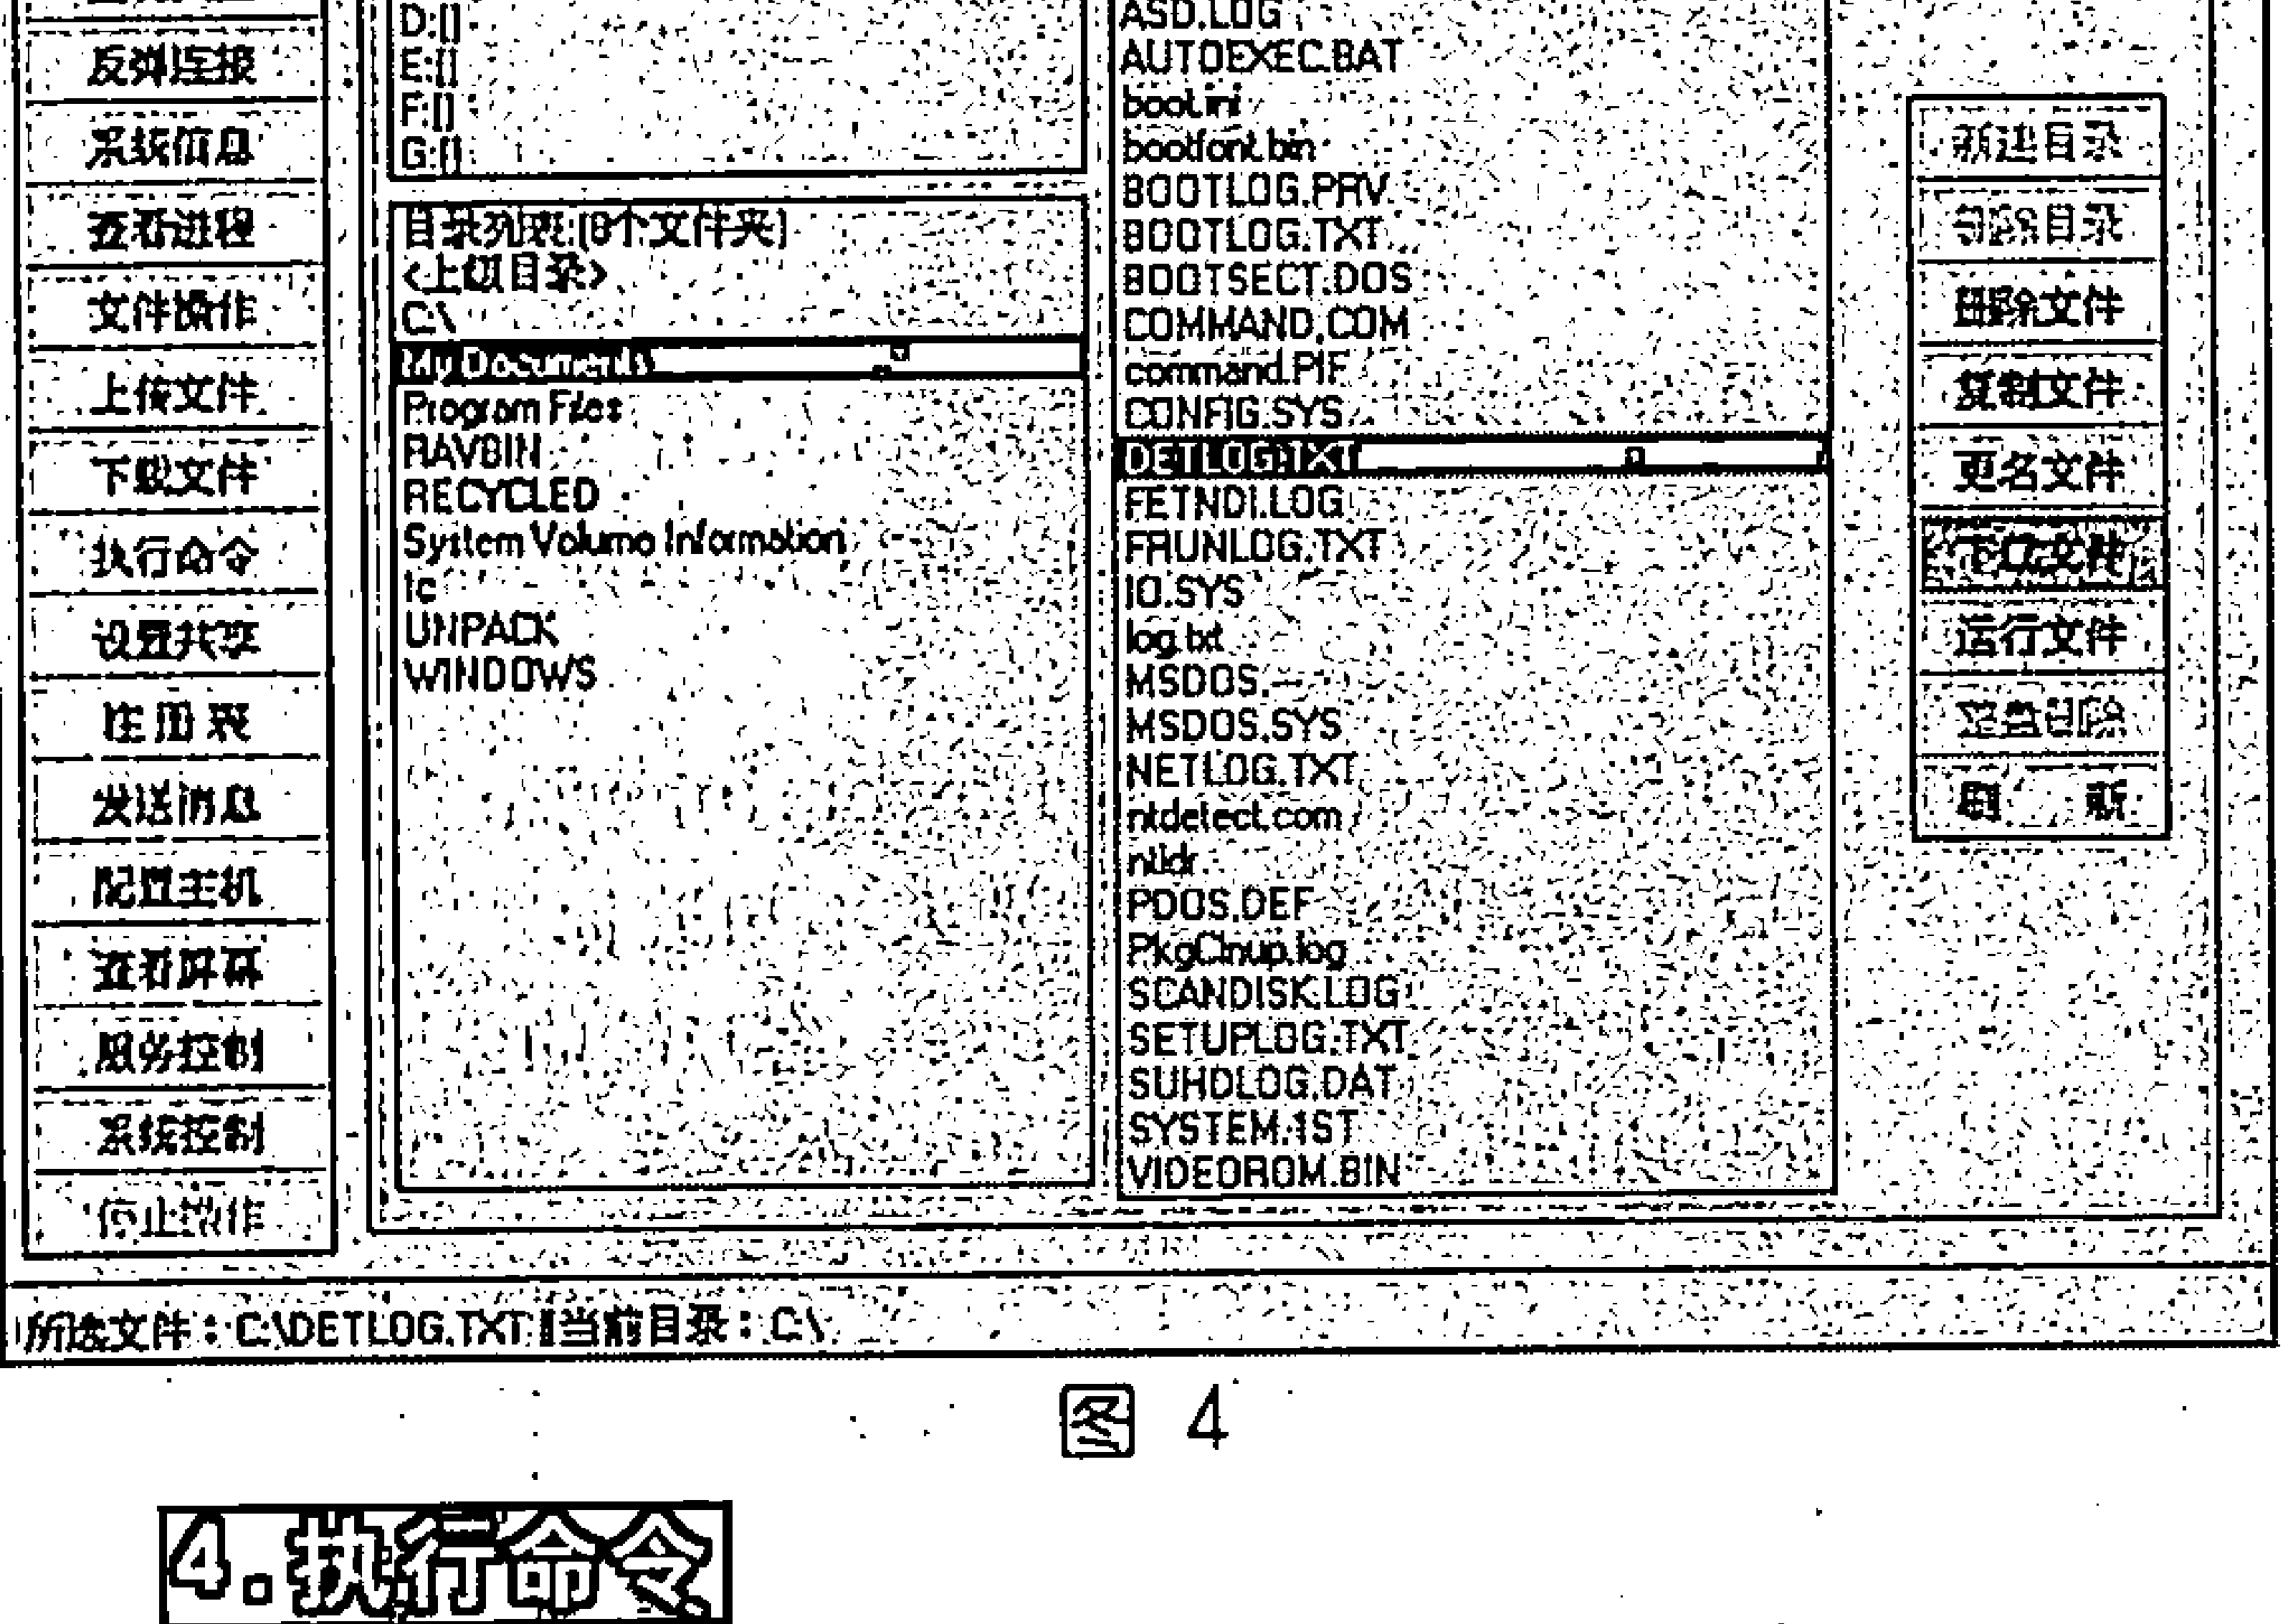 反弹连接
系统信息
查看进程
文件操作
上传文件
下载文件
执行命令
设置共享
注册表
发送消息
配置主机
查看屏幕
服务控制
系统控制
停止操作
D:[]
E:[]
F:[]
G:[]
目录列表:(8个文件夹)
<上级目录>
C:\
My Documents
Program Files
RAVBIN
RECYCLED
System Volume Information
tc
UNPACK
WINDOWS
ASD.LOG
AUTOEXEC.BAT
boot.ini
bootfont.bin
BOOTLOG.PRV
BOOTLOG.TXT
BOOTSECT.DOS
COMMAND.COM
command.PIF
CONFIG.SYS
DETLOG.TXT
FETNDI.LOG
FRUNLOG.TXT
IO.SYS
log.txt
MSDOS.---
MSDOS.SYS
NETLOG.TXT
ntdetect.com
ntldr
PDOS.DEF
PkgClnup.log
SCANDISK.LOG
SETUPLOG.TXT
SUHDLOG.DAT
SYSTEM.1ST
VIDEOROM.BIN
新建目录
删除目录
删除文件
复制文件
更名文件
下载文件
运行文件
刷 新
所选文件：C:\DETLOG.TXT 当前目录：C:\
图 4
4.执行命令